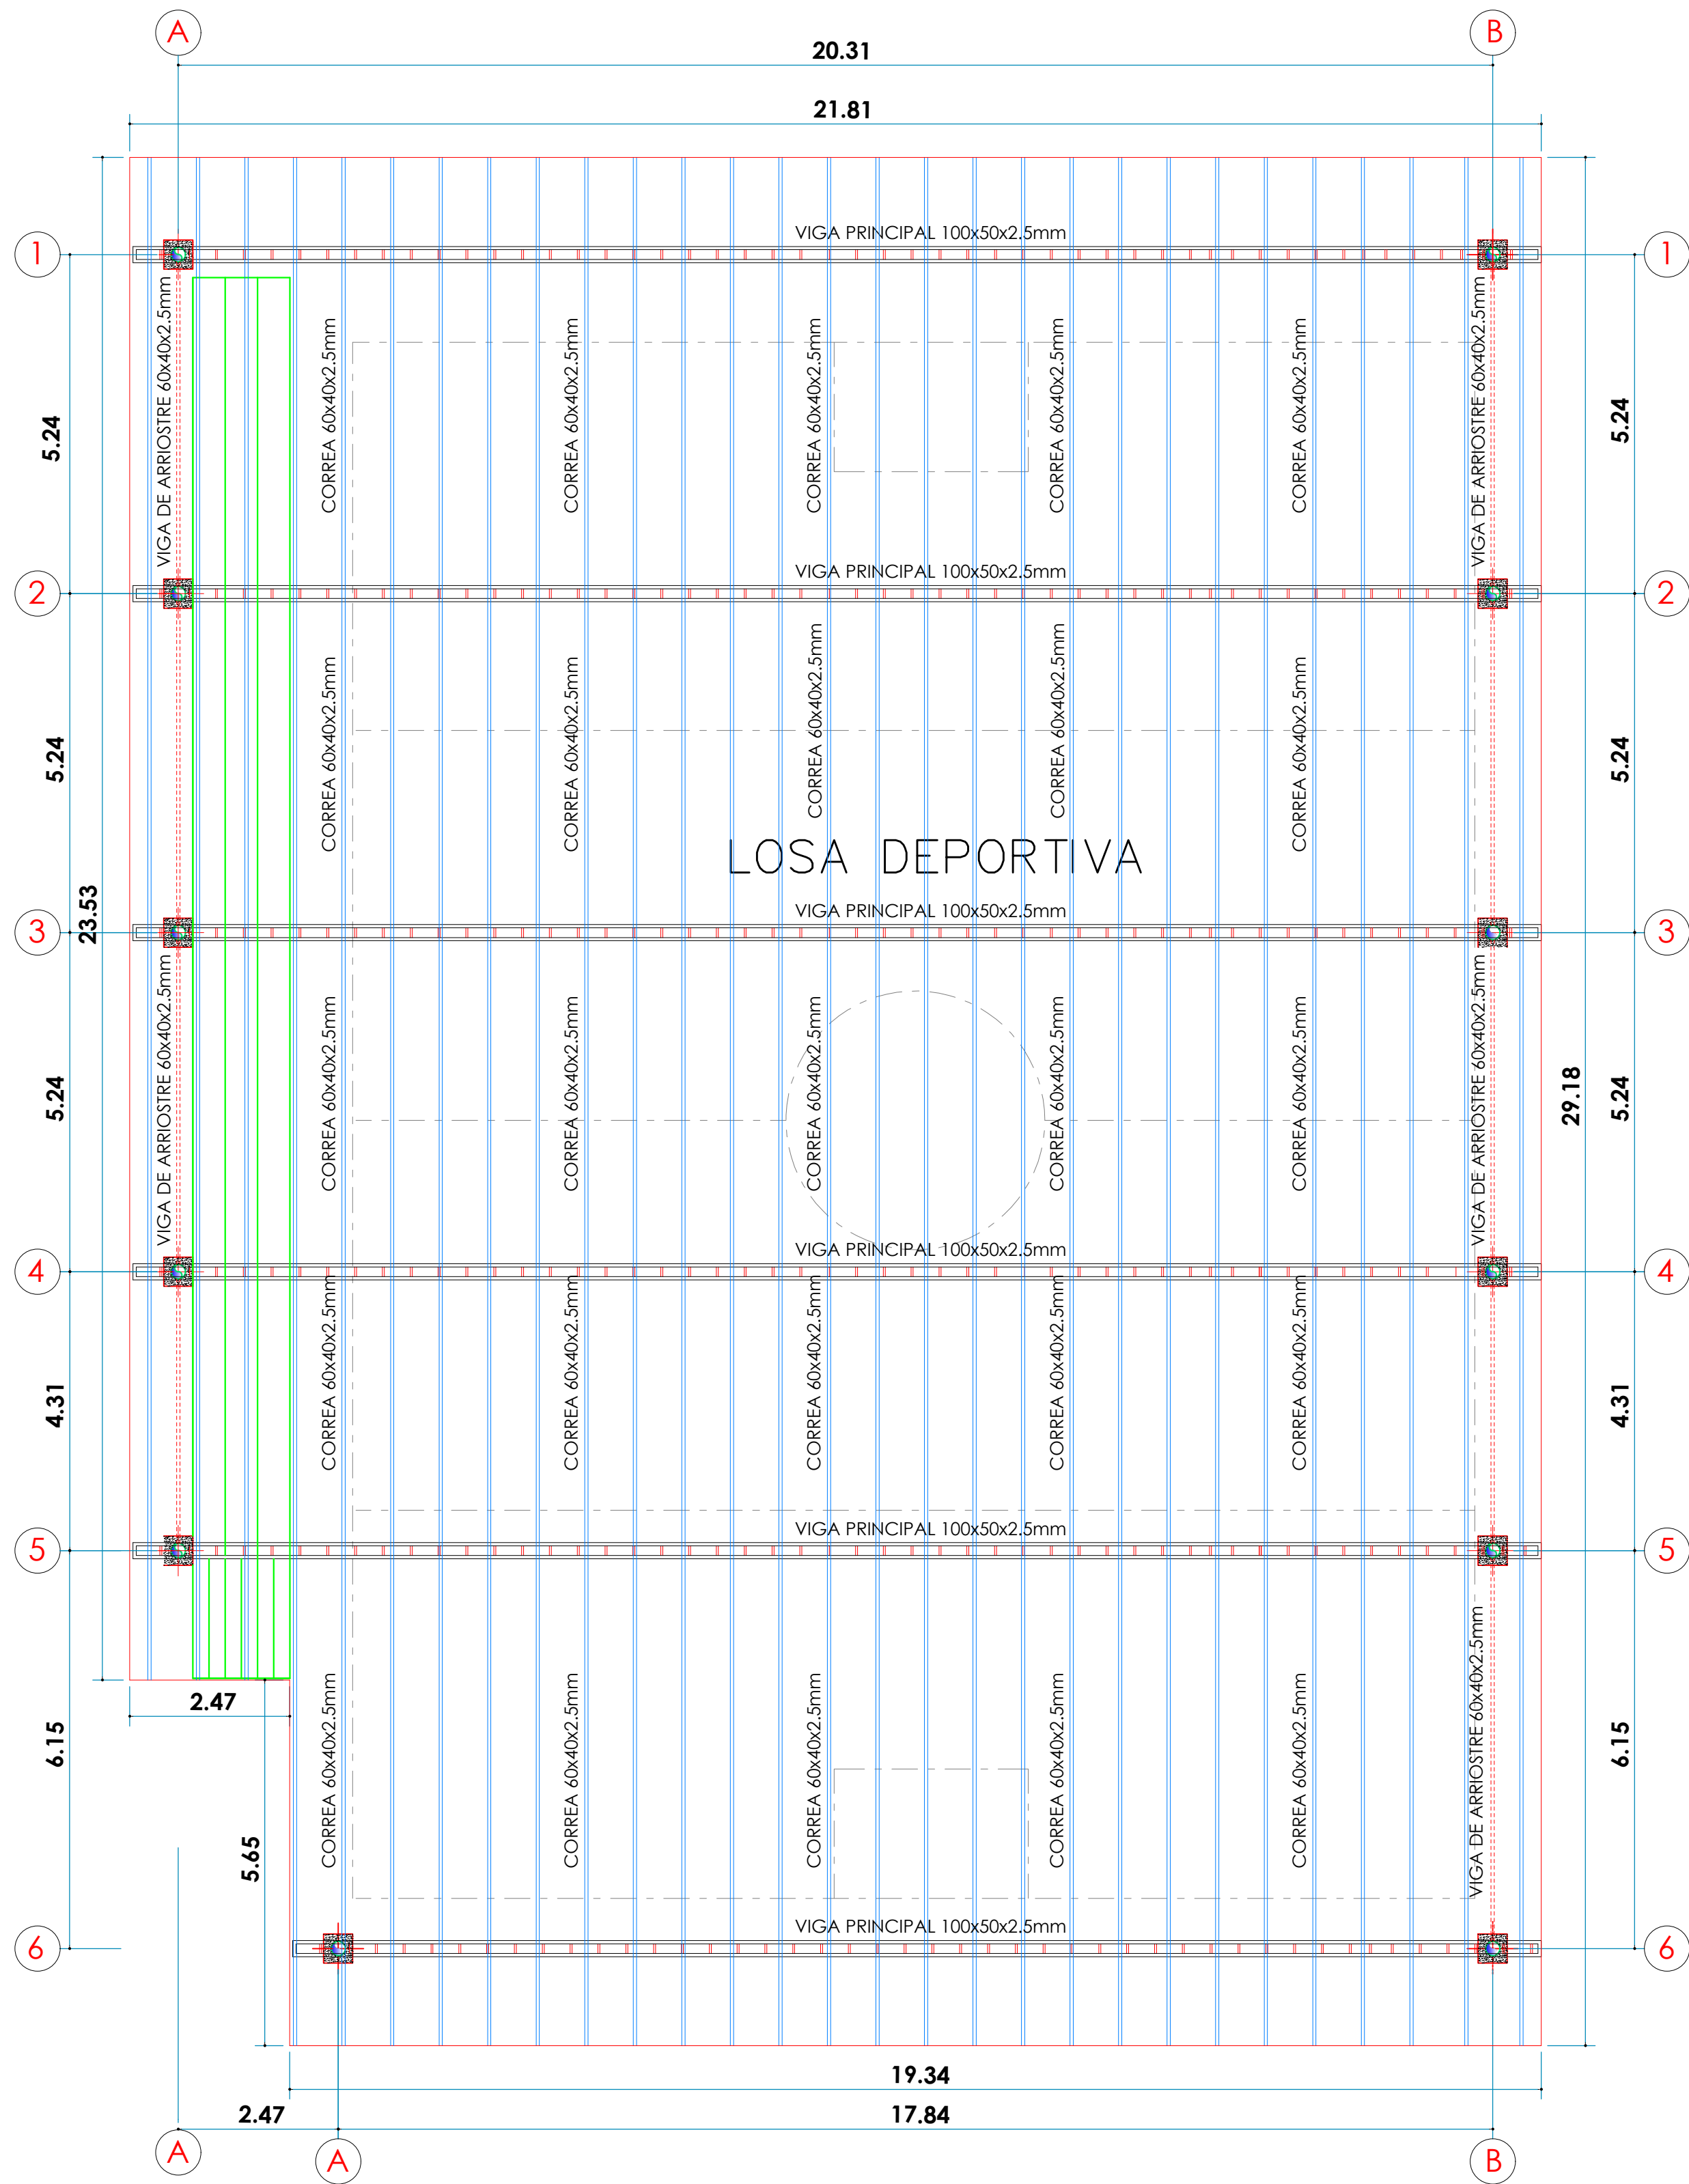 A
B
20.31
21.81
1
VIGA PRINCIPAL 100x50x2.5mm
1
VIGA DE ARRIOSTRE 60x40x2.5mm
CORREA 60x40x2.5mm
CORREA 60x40x2.5mm
CORREA 60x40x2.5mm
CORREA 60x40x2.5mm
CORREA 60x40x2.5mm
VIGA DE ARRIOSTRE 60x40x2.5mm
5.24
5.24
2
VIGA PRINCIPAL 100x50x2.5mm
2
CORREA 60x40x2.5mm
CORREA 60x40x2.5mm
CORREA 60x40x2.5mm
CORREA 60x40x2.5mm
CORREA 60x40x2.5mm
5.24
5.24
LOSA DEPORTIVA
23.53
3
VIGA PRINCIPAL 100x50x2.5mm
3
VIGA DE ARRIOSTRE 60x40x2.5mm
CORREA 60x40x2.5mm
CORREA 60x40x2.5mm
CORREA 60x40x2.5mm
CORREA 60x40x2.5mm
CORREA 60x40x2.5mm
VIGA DE ARRIOSTRE 60x40x2.5mm
5.24
29.18
5.24
4
VIGA PRINCIPAL 100x50x2.5mm
4
CORREA 60x40x2.5mm
CORREA 60x40x2.5mm
CORREA 60x40x2.5mm
CORREA 60x40x2.5mm
CORREA 60x40x2.5mm
4.31
4.31
5
VIGA PRINCIPAL 100x50x2.5mm
5
2.47
CORREA 60x40x2.5mm
CORREA 60x40x2.5mm
CORREA 60x40x2.5mm
CORREA 60x40x2.5mm
CORREA 60x40x2.5mm
VIGA DE ARRIOSTRE 60x40x2.5mm
6.15
6.15
5.65
6
VIGA PRINCIPAL 100x50x2.5mm
6
19.34
2.47
17.84
A
A
B